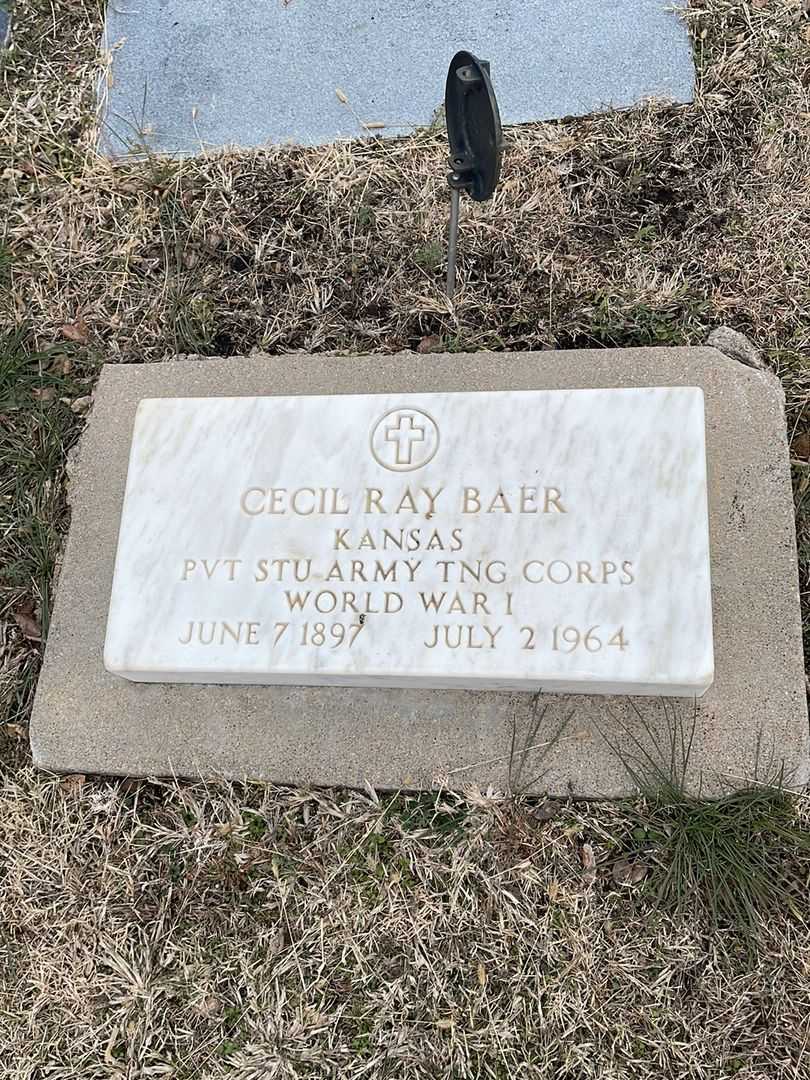 CECIL RAY BAER
KANSAS
PVT STU ARMY TNG CORPS
WORLD WAR I
JUNE 7 1897 JULY 2 1964